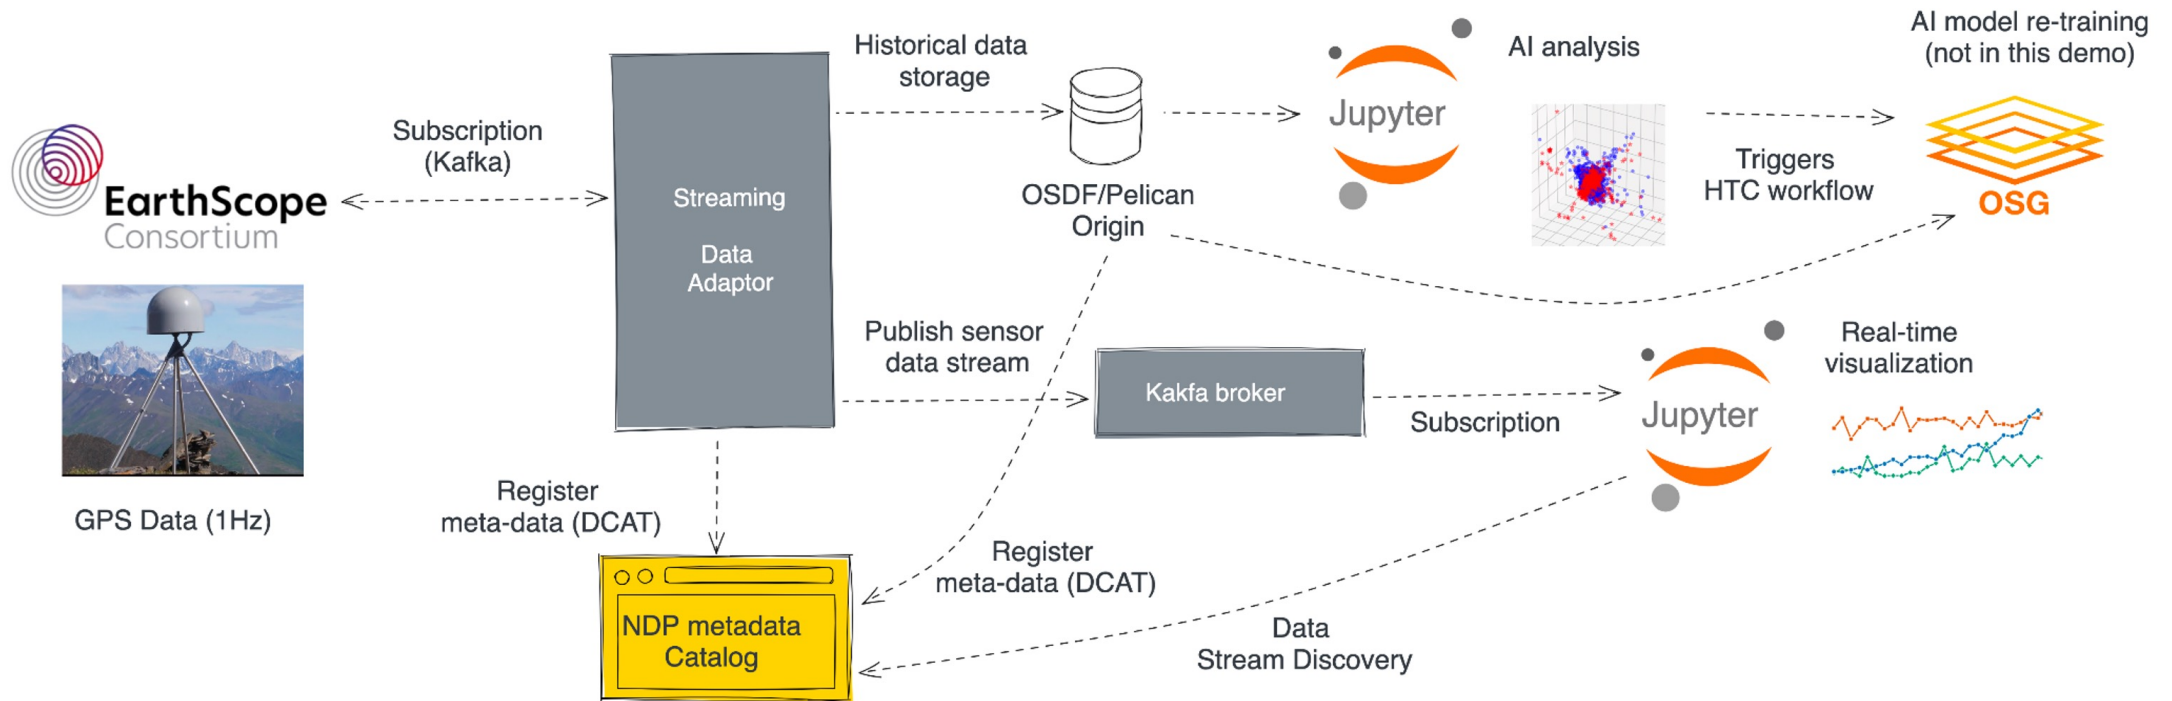 EarthScope
Consortium
GPS Data (1Hz)
Subscription
(Kafka)
Streaming
Data
Adaptor
Historical data
storage
OSDF/Pelican
Origin
Jupyter
AI analysis
Triggers
HTC workflow
AI model re-training
(not in this demo)
OSG
Publish sensor
data stream
Kakfa broker
Subscription
Jupyter
Real-time
visualization
Register
meta-data (DCAT)
NDP metadata
Catalog
Register
meta-data (DCAT)
Data
Stream Discovery